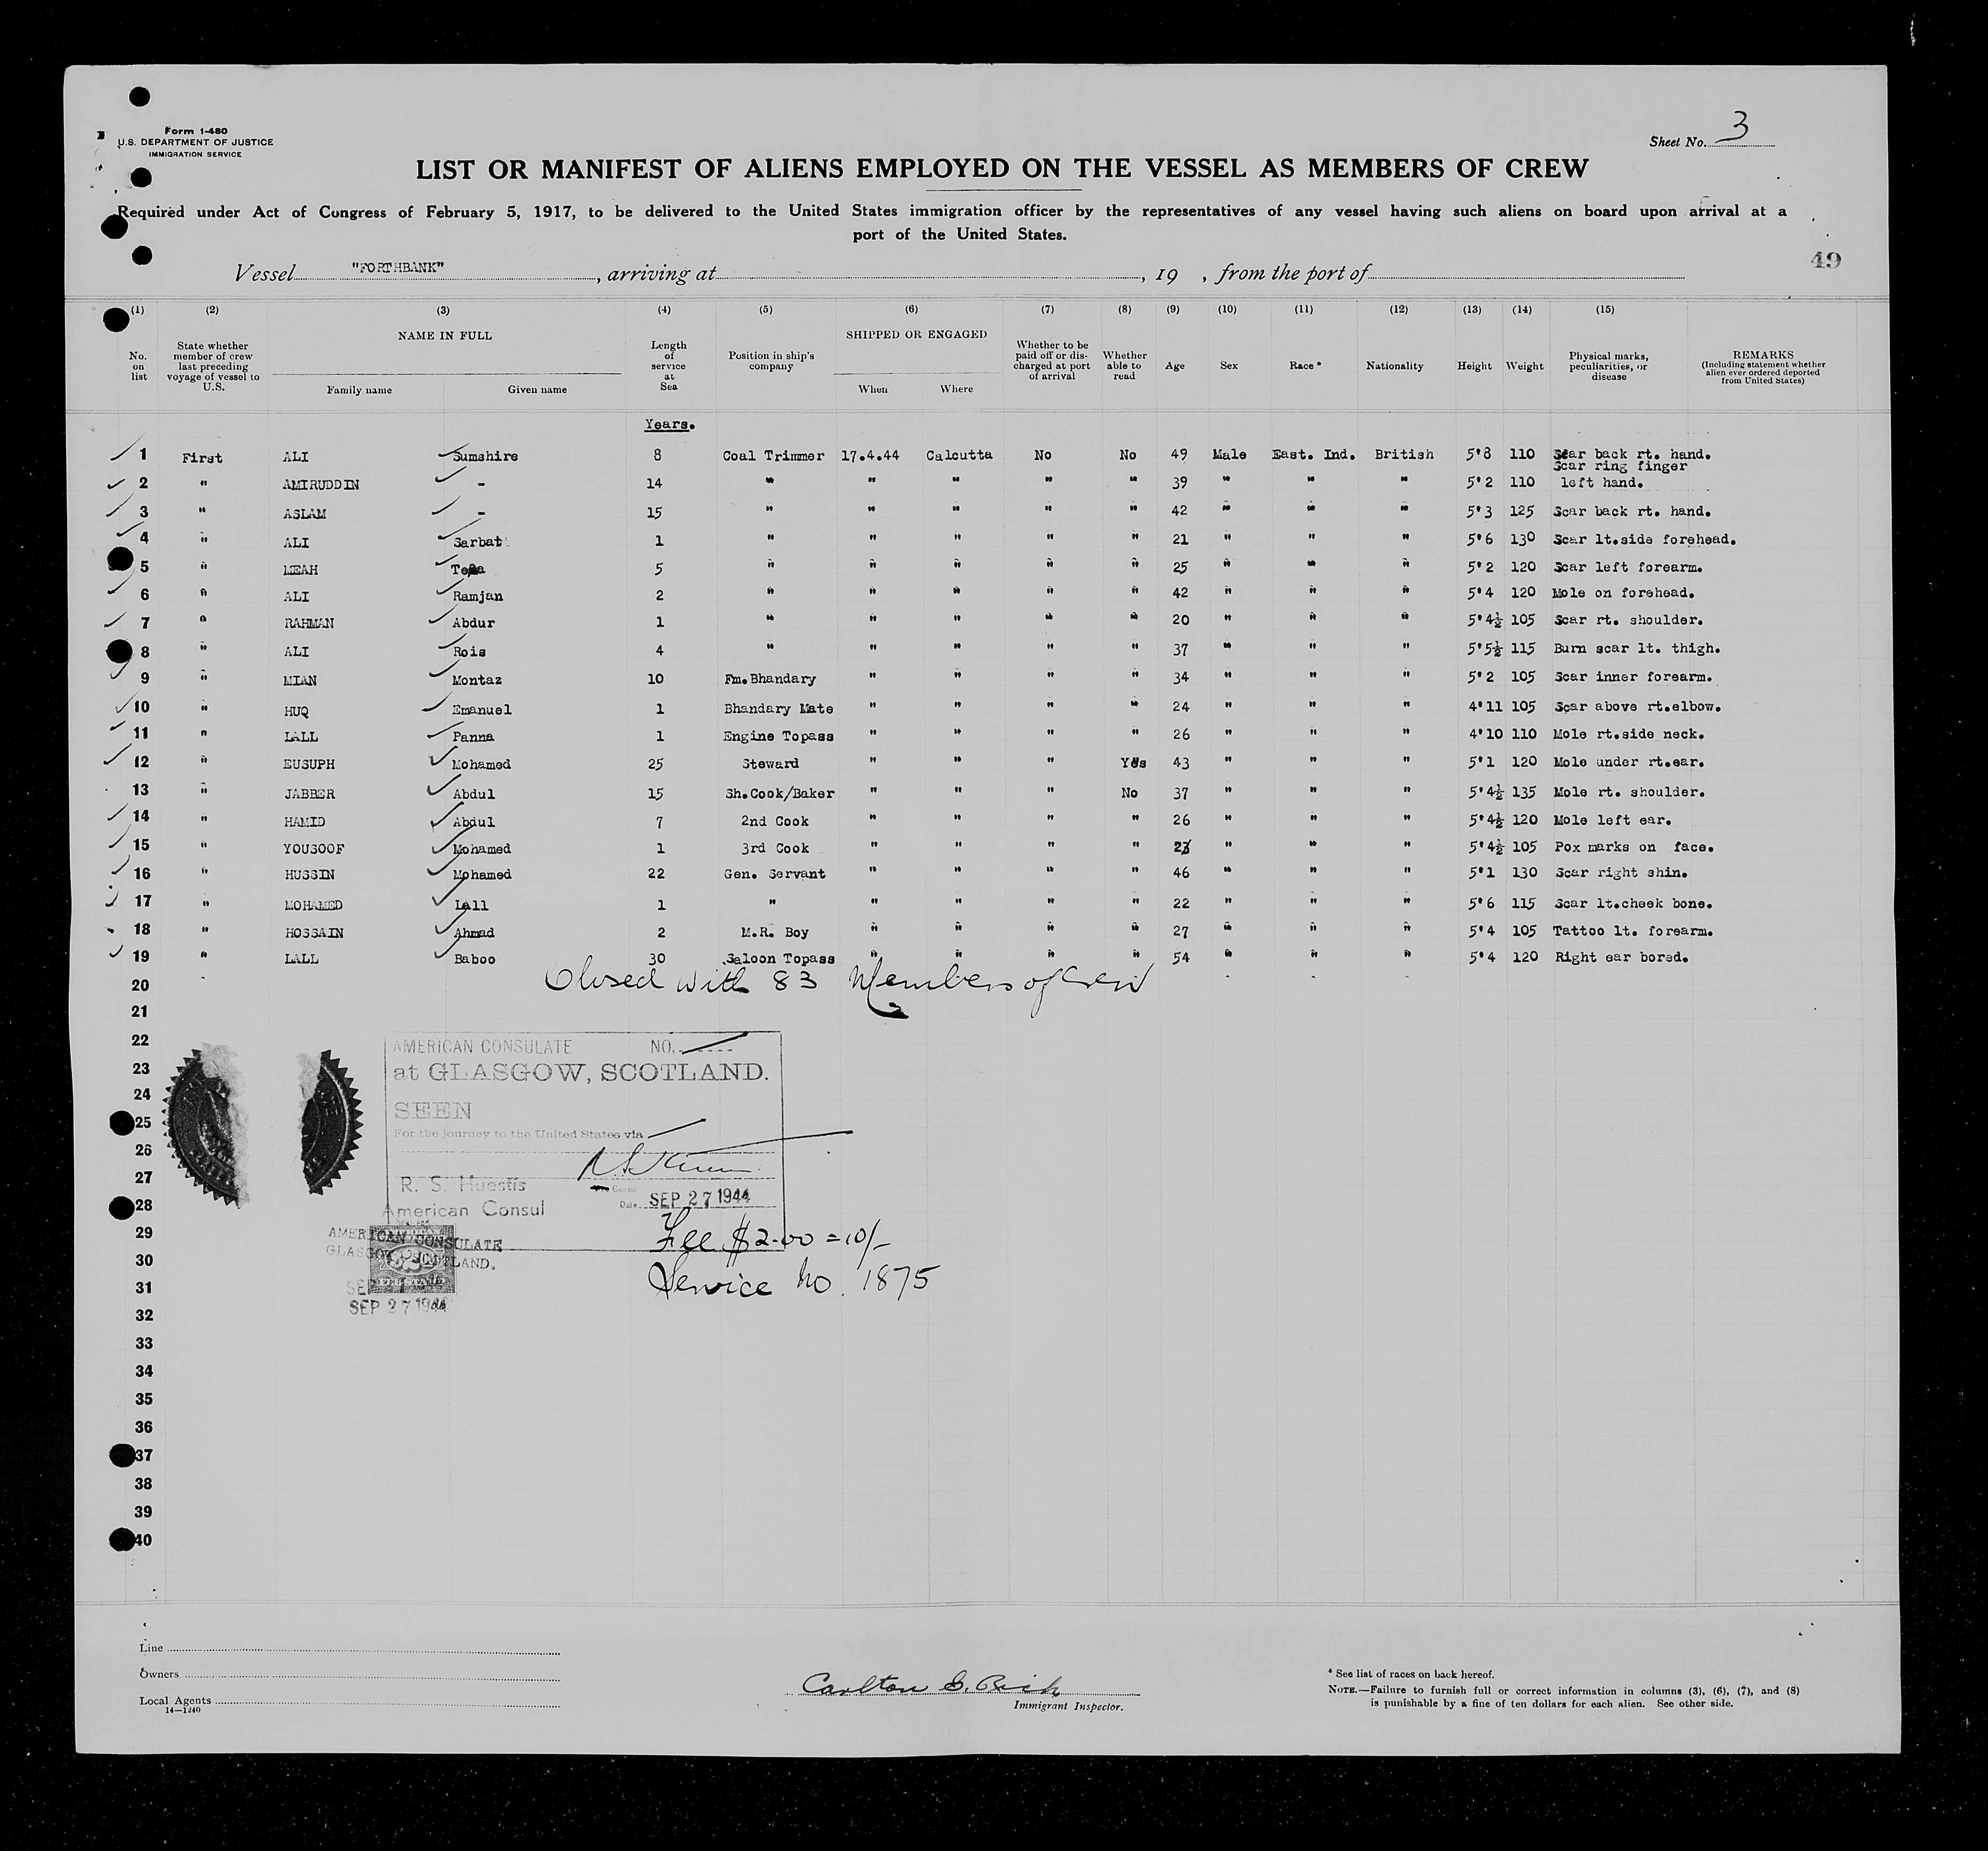 Form 1-480
U.S. DEPARTMENT OF JUSTICE
IMMIGRATION SERVICE
Sheet No. 3
LIST OR MANIFEST OF ALIENS EMPLOYED ON THE VESSEL AS MEMBERS OF CREW
Required under Act of Congress of February 5, 1917, to be delivered to the United States immigration officer by the representatives of any vessel having such aliens on board upon arrival at a
port of the United States.
49
Vessel "FORTHBANK", arriving at , 19 , from the port of
(1) (2) (3) (4) (5) (6) (7) (8) (9) (10) (11) (12) (13) (14) (15)
No. on list State whether member of crew last preceding voyage of vessel to U.S. NAME IN FULL Family name Given name Length of service at Sea Position in ship's company SHIPPED OR ENGAGED When Where Whether to be paid off or discharged at port of arrival Whether able to read Age Sex Race* Nationality Height Weight Physical marks, peculiarities, or disease REMARKS (Including statement whether alien ever ordered deported from United States)
Years.
1 First ALI Sumshire 8 Coal Trimmer 17.4.44 Calcutta No No 49 Male East. Ind. British 5'8 110 Scar back rt. hand.
2 " AMIRUDDIN - 14 " " " " " 39 " " " 5'2 110 Scar ring finger left hand.
3 " ASLAM - 15 " " " " " 42 " " " 5'3 125 Scar back rt. hand.
4 " ALI Sarbat 1 " " " " " 21 " " " 5'6 130 Scar lt.side forehead.
5 " MEAH 5 " " " " " 25 " " " 5'2 120 Scar left forearm.
6 " ALI Ramjan 2 " " " " " 42 " " " 5'4 120 Mole on forehead.
7 " RAHMAN Abdur 1 " " " " " 20 " " " 5'4½ 105 Scar rt. shoulder.
8 " ALI Rois 4 " " " " " 37 " " " 5'5½ 115 Burn scar lt. thigh.
9 " MIAN Montaz 10 Fm.Bhandary " " " " 34 " " " 5'2 105 Scar inner forearm.
10 " HUQ Emanuel 1 Bhandary Mate " " " " 24 " " " 4'11 105 Scar above rt.elbow.
11 " LALL Panna 1 Engine Topass " " " " 26 " " " 4'10 110 Mole rt.side neck.
12 " EUSUPH Mohamed 25 Steward " " " Yes 43 " " " 5'1 120 Mole under rt.ear.
13 " JABBER Abdul 15 Sh.Cook/Baker " " " No 37 " " " 5'4½ 135 Mole rt. shoulder.
14 " HAMID Abdul 7 2nd Cook " " " " 26 " " " 5'4½ 120 Mole left ear.
15 " YOUSOOF Mohamed 1 3rd Cook " " " " 23 " " " 5'4½ 105 Pox marks on face.
16 " HUSSIN Mohamed 22 Gen. Servant " " " " 46 " " " 5'1 130 Scar right shin.
17 " MOHAMED Lall 1 " " " " " 22 " " " 5'6 115 Scar lt.cheek bone.
18 " HOSSAIN Ahmad 2 M.R. Boy " " " " 27 " " " 5'4 105 Tattoo lt. forearm.
19 " LALL Baboo 30 Saloon Topass " " " " 54 " " " 5'4 120 Right ear bored.
20 Closed with 83 Members of Crew
21
22 AMERICAN CONSULATE NO.
23 at GLASGOW, SCOTLAND.
24 SEEN
25 For the journey to the United States via
26
27 R. S. Huestis
28 American Consul Date SEP 27 1944
29 AMERICAN CONSULATE Fee $2.00 = 10/-
30 GLASGOW, SCOTLAND.
31 Service No. 1875
32 SEP 27 1944
33
34
35
36
37
38
39
40
Line
Owners
Local Agents
14-1240
Carlton G. Rich
Immigrant Inspector.
* See list of races on back hereof.
NOTE.—Failure to furnish full or correct information in columns (3), (6), (7), and (8)
is punishable by a fine of ten dollars for each alien. See other side.